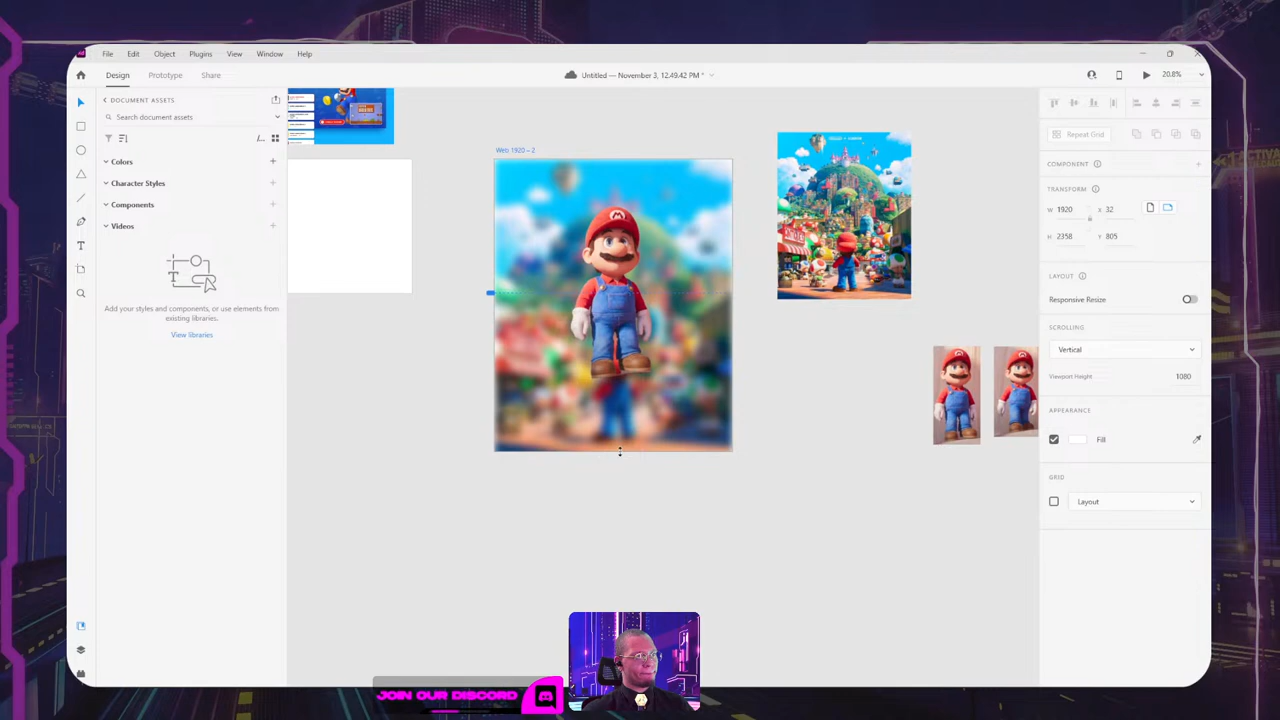 File Edit Object Plugins View Window Help
Design Prototype Share
Untitled — November 3, 12.49.42 PM *
20.8%
DOCUMENT ASSETS
Search document assets
Colors
Character Styles
Components
Videos
Add your styles and components, or use elements from
existing libraries.
View libraries
Web 1920 – 2
Repeat Grid
COMPONENT
TRANSFORM
W 1920 X 32
H 2358 Y 805
LAYOUT
Responsive Resize
SCROLLING
Vertical
Viewport Height 1080
APPEARANCE
Fill
GRID
Layout
JOIN OUR DISCORD